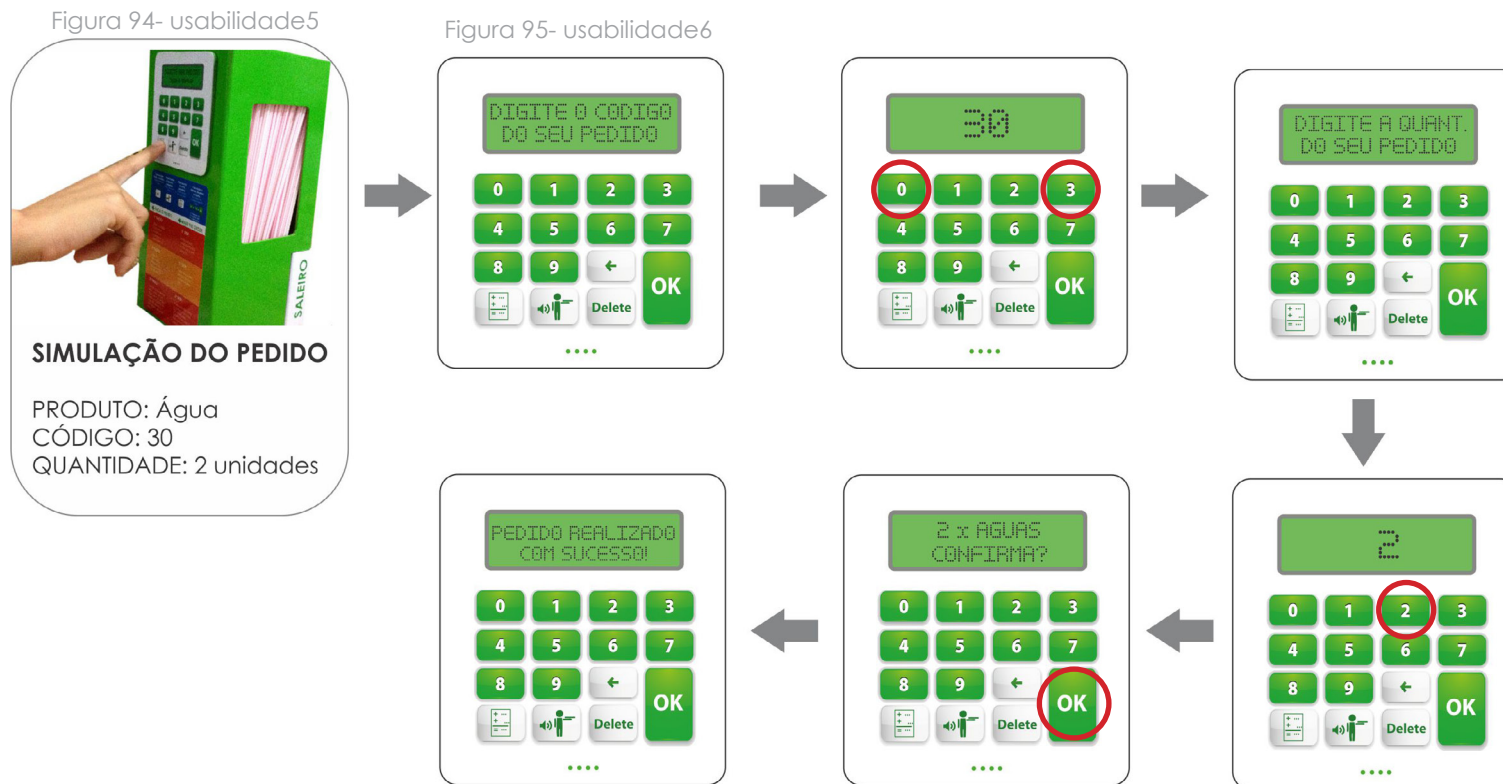 Figura 94- usabilidade5
SALEIRO
SIMULAÇÃO DO PEDIDO
PRODUTO: Água
CÓDIGO: 30
QUANTIDADE: 2 unidades
Figura 95- usabilidade6
DIGITE O CODIGO
DO SEU PEDIDO
0 1 2 3
4 5 6 7
8 9 ←
OK
Delete
30
0 1 2 3
4 5 6 7
8 9 ←
OK
Delete
DIGITE A QUANT.
DO SEU PEDIDO
0 1 2 3
4 5 6 7
8 9 ←
OK
Delete
2
0 1 2 3
4 5 6 7
8 9 ←
OK
Delete
2 x AGUAS
CONFIRMA?
0 1 2 3
4 5 6 7
8 9 ←
OK
Delete
PEDIDO REALIZADO
COM SUCESSO!
0 1 2 3
4 5 6 7
8 9 ←
OK
Delete